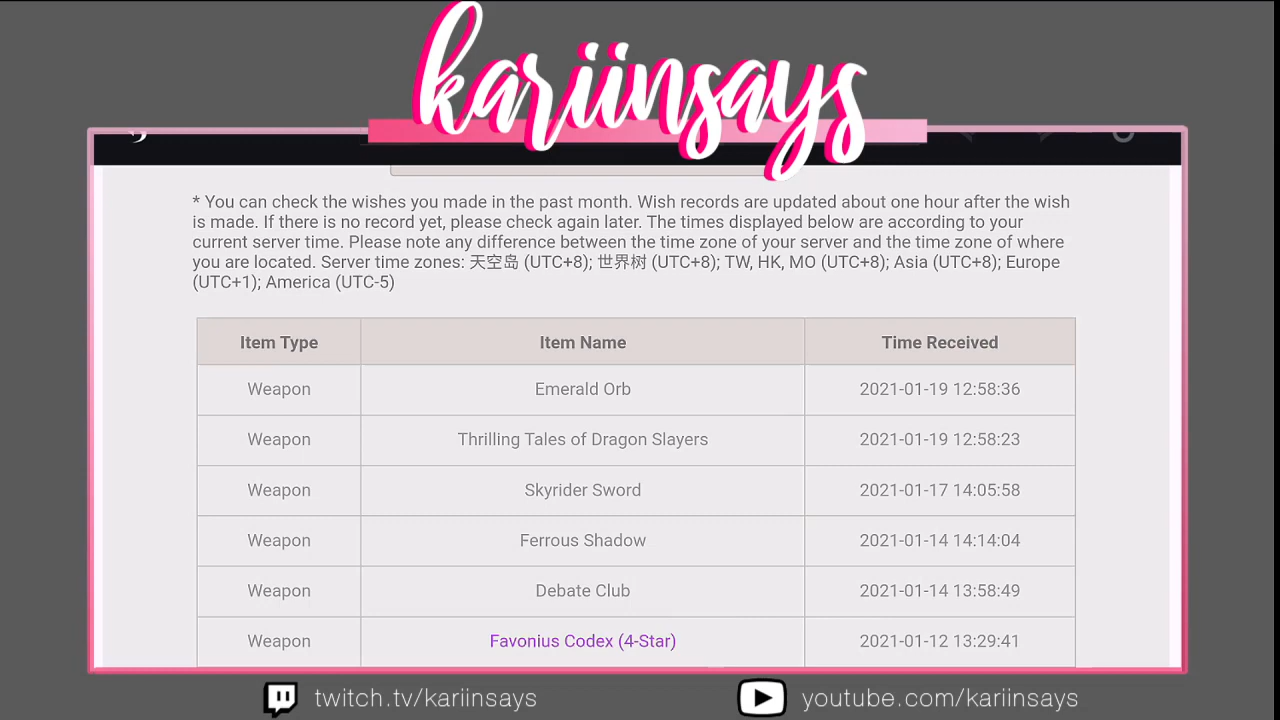 kariinsays
* You can check the wishes you made in the past month. Wish records are updated about one hour after the wish
is made. If there is no record yet, please check again later. The times displayed below are according to your
current server time. Please note any difference between the time zone of your server and the time zone of where
you are located. Server time zones: 天空岛 (UTC+8); 世界树 (UTC+8); TW, HK, MO (UTC+8); Asia (UTC+8); Europe
(UTC+1); America (UTC-5)
Item Type Item Name Time Received
Weapon Emerald Orb 2021-01-19 12:58:36
Weapon Thrilling Tales of Dragon Slayers 2021-01-19 12:58:23
Weapon Skyrider Sword 2021-01-17 14:05:58
Weapon Ferrous Shadow 2021-01-14 14:14:04
Weapon Debate Club 2021-01-14 13:58:49
Weapon Favonius Codex (4-Star) 2021-01-12 13:29:41
twitch.tv/kariinsays youtube.com/kariinsays